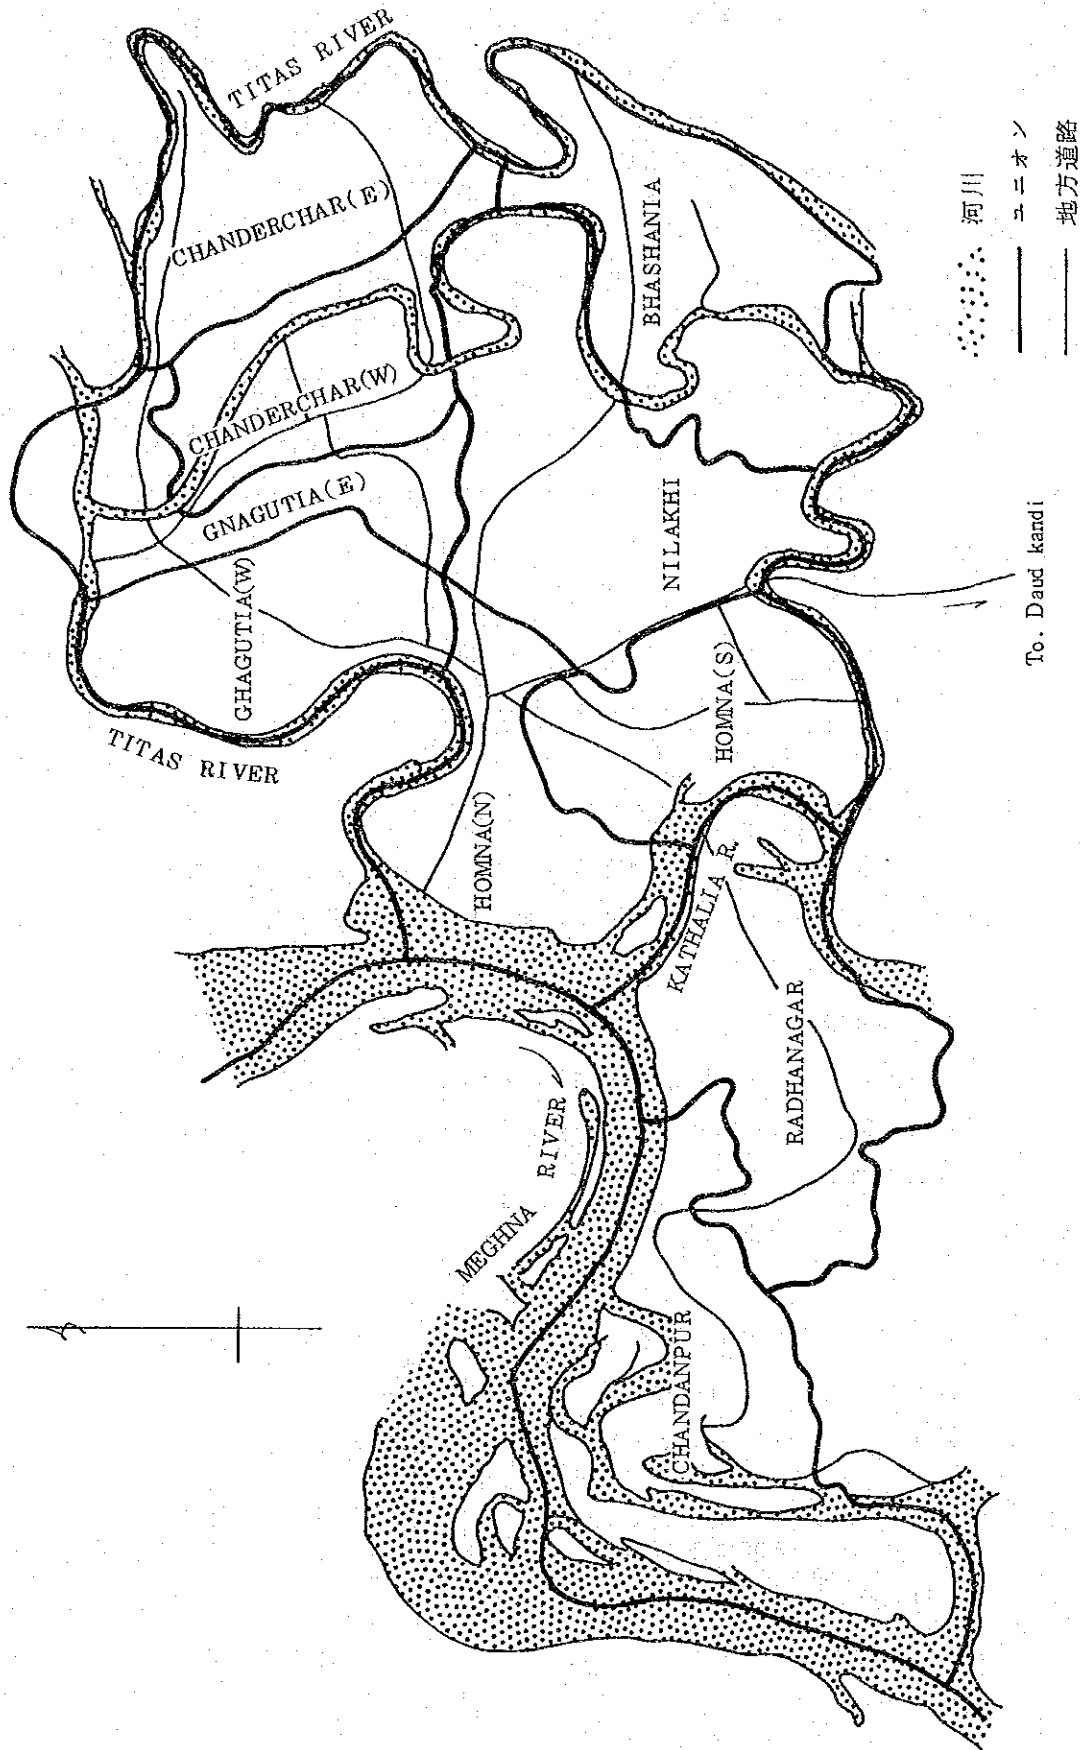 TITAS RIVER
CHANDERCHAR(E)
CHANDERCHAR(W)
GNAGUTIA(E)
GHAGUTIA(W)
TITAS RIVER
BHASHANIA
NILAKHI
HOMNA(S)
HOMNA(N)
KATHALIA R.
RADHANAGAR
MEGHNA RIVER
CHANDANPUR
To. Daud kandi
河川
ユニオン
地方道路